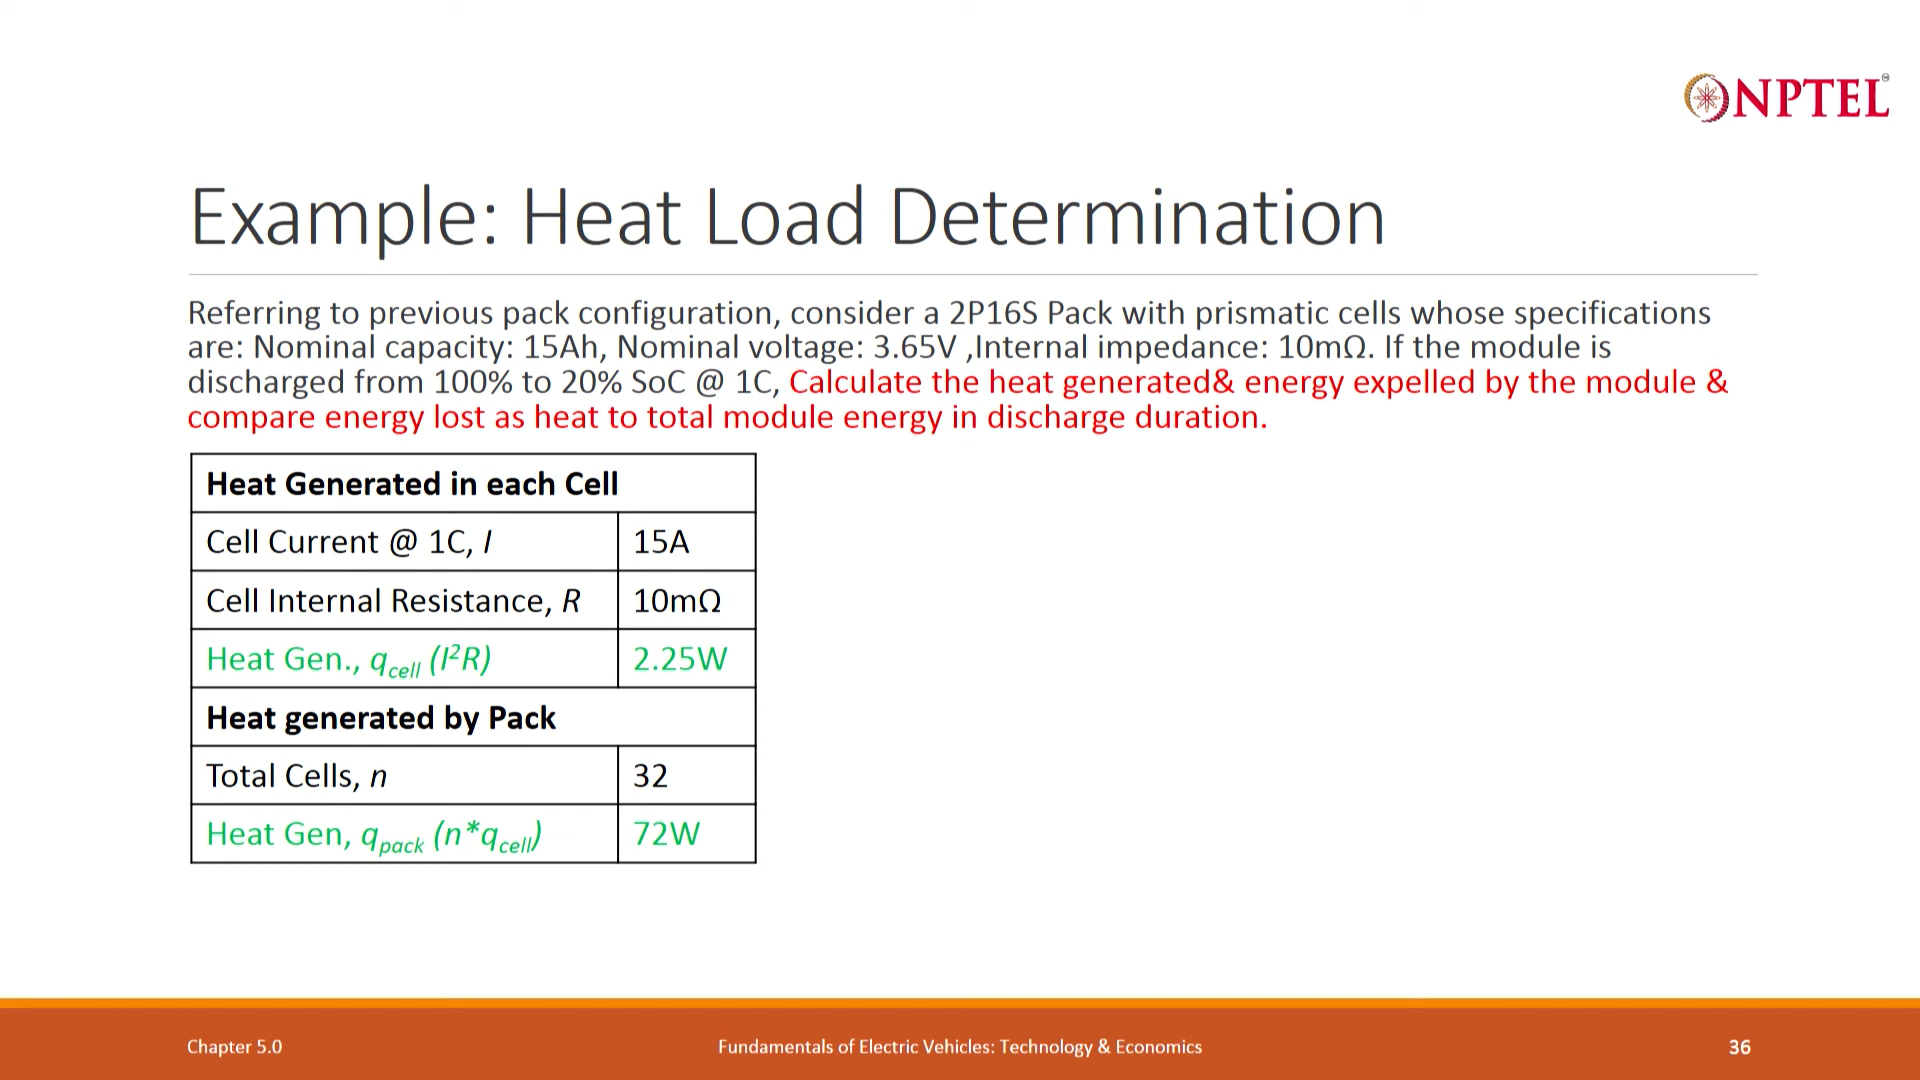 NPTEL
Example: Heat Load Determination
Referring to previous pack configuration, consider a 2P16S Pack with prismatic cells whose specifications
are: Nominal capacity: 15Ah, Nominal voltage: 3.65V ,Internal impedance: 10mΩ. If the module is
discharged from 100% to 20% SoC @ 1C, Calculate the heat generated& energy expelled by the module &
compare energy lost as heat to total module energy in discharge duration.
Heat Generated in each Cell
Cell Current @ 1C, I 15A
Cell Internal Resistance, R 10mΩ
Heat Gen., qcell (I²R) 2.25W
Heat generated by Pack
Total Cells, n 32
Heat Gen, qpack (n*qcell) 72W
Chapter 5.0 Fundamentals of Electric Vehicles: Technology & Economics 36